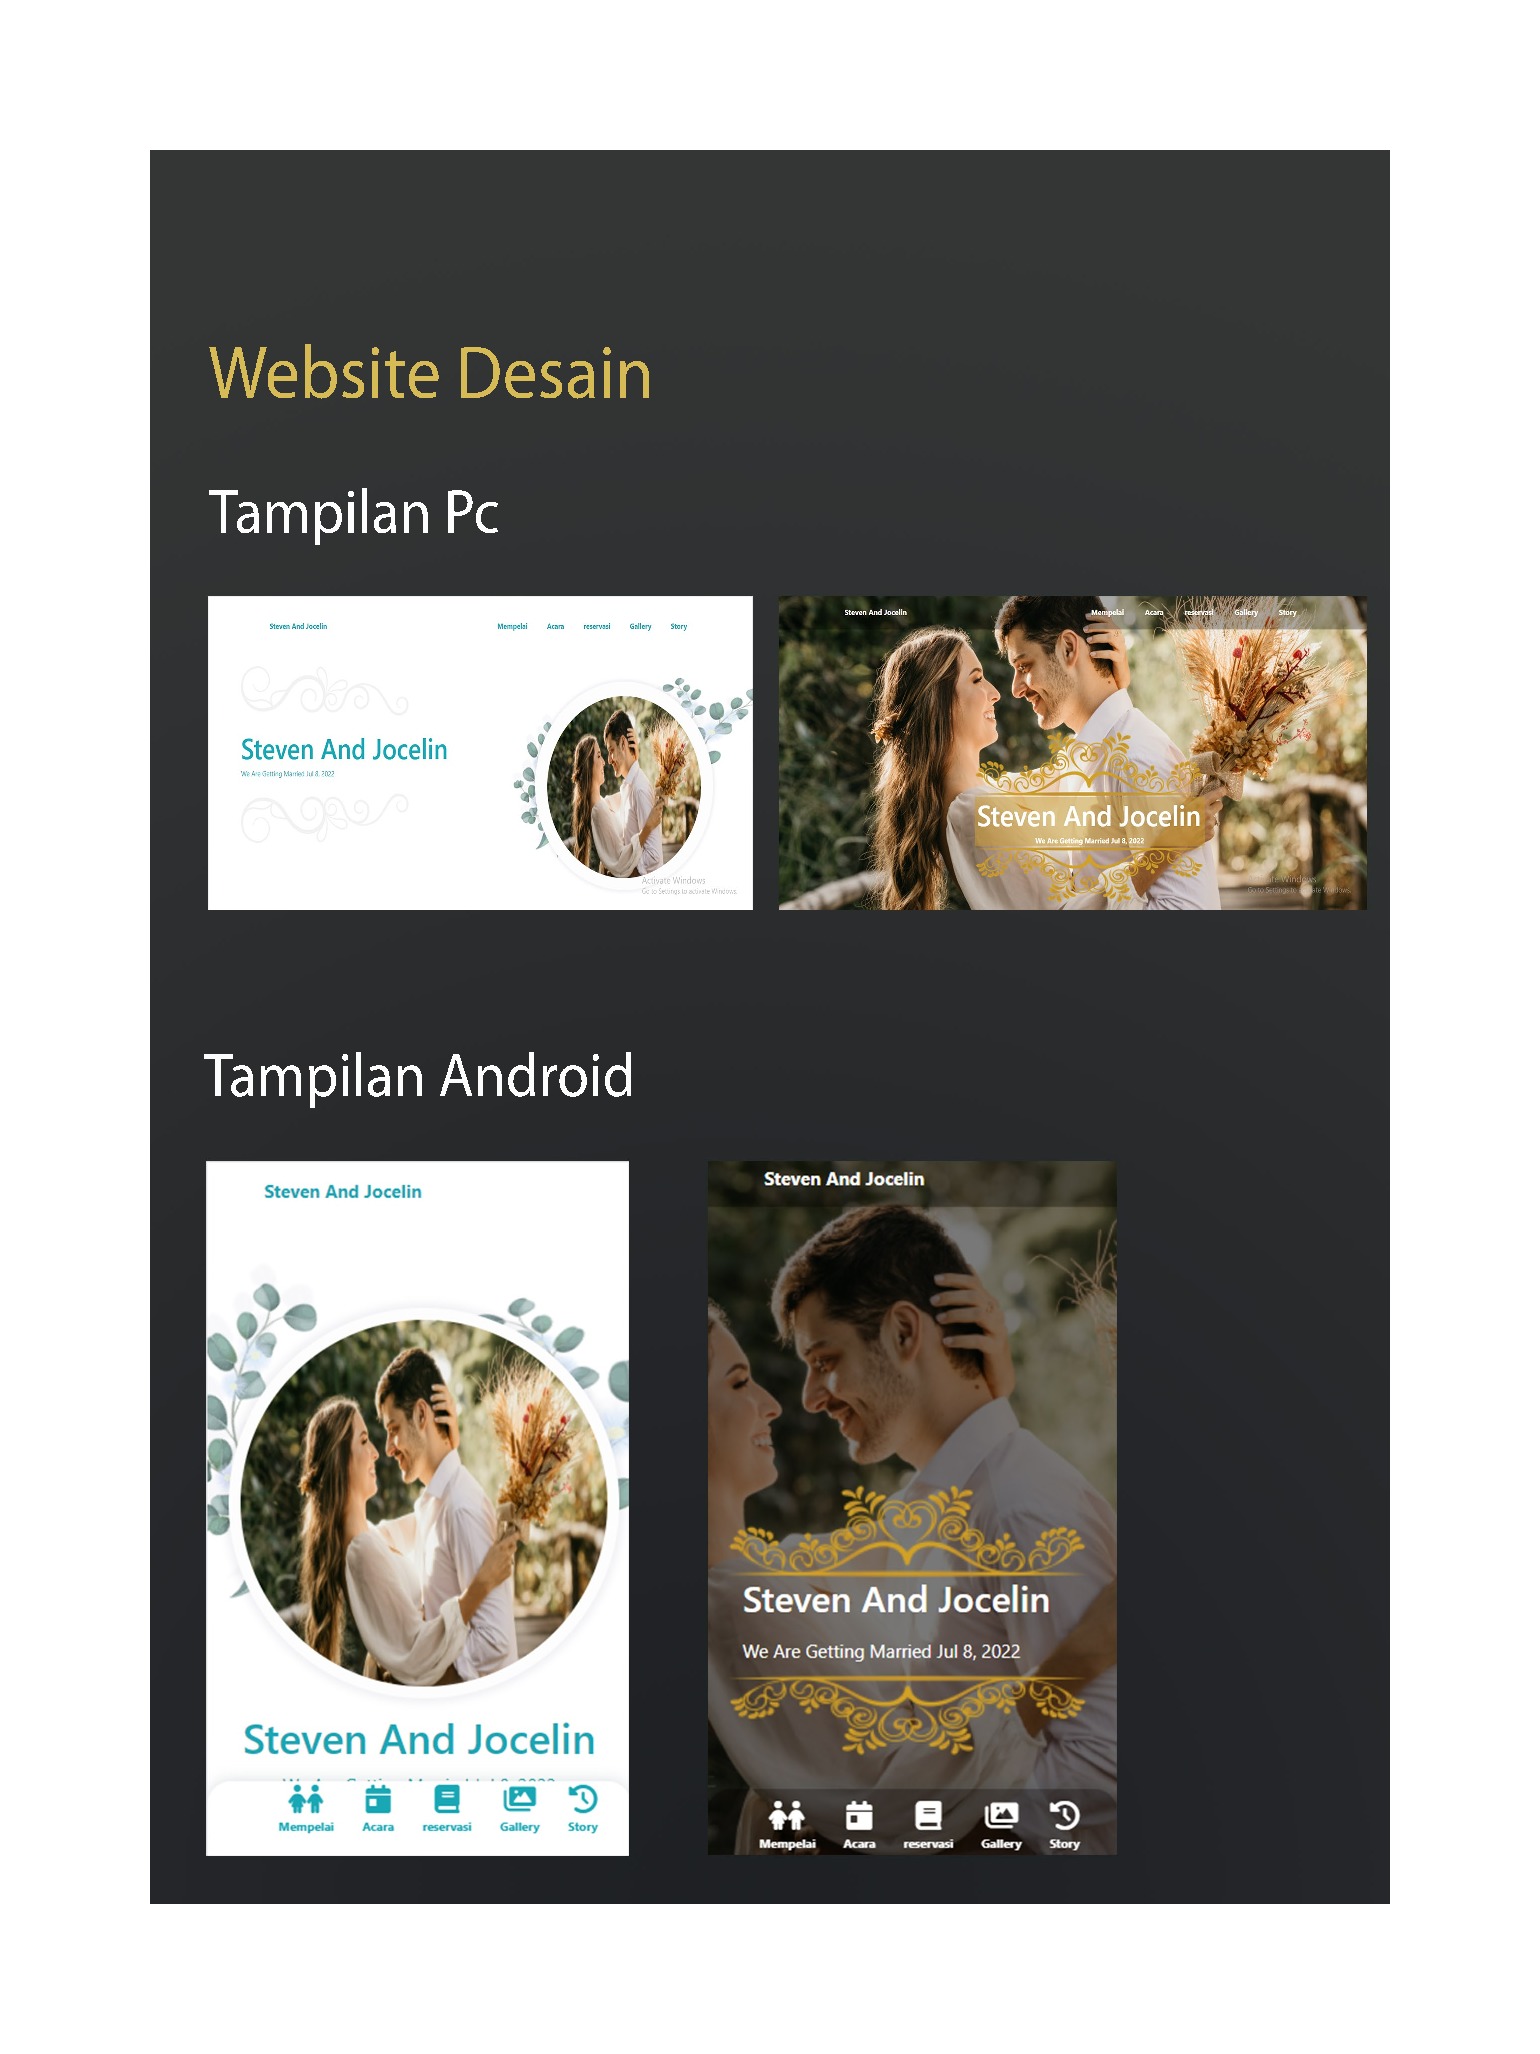 Website Desain
Tampilan Pc
Steven And Jocelin
Mempelai Acara reservasi Gallery Story
Steven And Jocelin
We Are Getting Married Jul 8, 2022
Activate Windows
Go to Settings to activate Windows.
Steven And Jocelin
Mempelai Acara reservasi Gallery Story
Steven And Jocelin
We Are Getting Married Jul 8, 2022
Windows
Go to Settings to Windows.
Tampilan Android
Steven And Jocelin
Steven And Jocelin
Mempelai Acara reservasi Gallery Story
Steven And Jocelin
Steven And Jocelin
We Are Getting Married Jul 8, 2022
Mempelai Acara reservasi Gallery Story